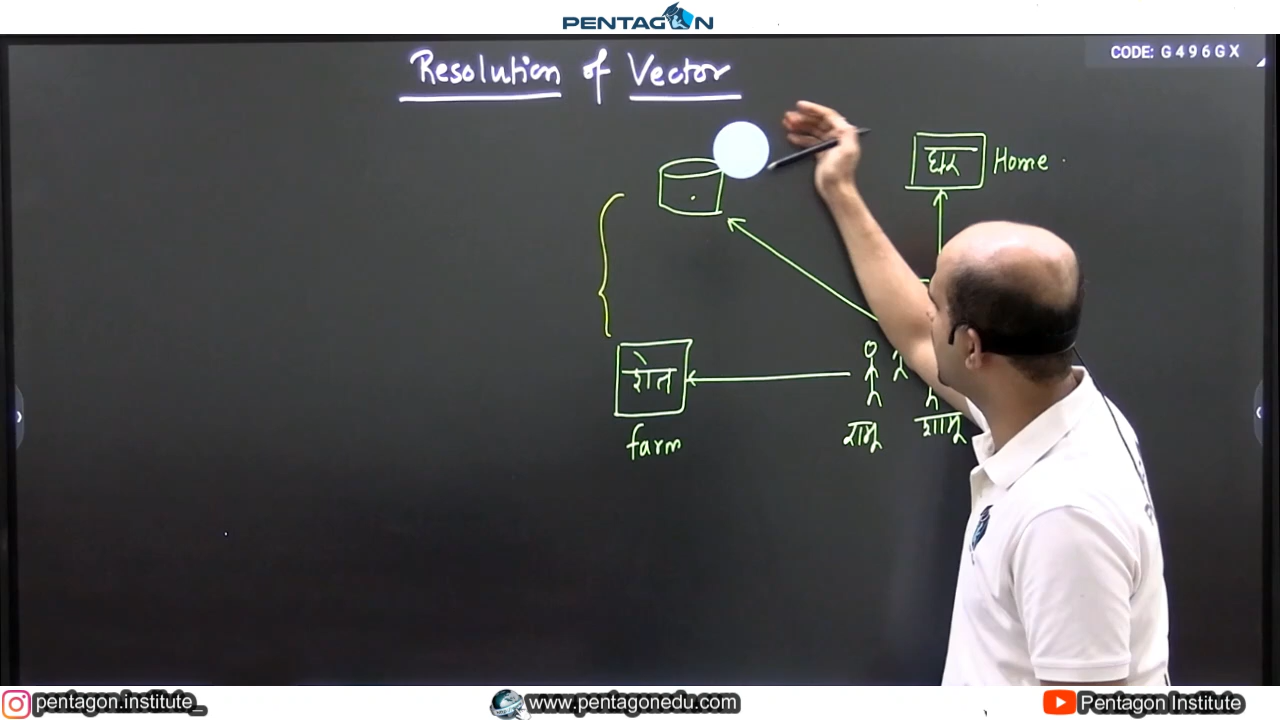 PENTAGON
CODE: G496GX
Resolution of Vector
घर Home
शेत
farm
रामू
शामू
pentagon.institute_
www.pentagonedu.com
Pentagon Institute